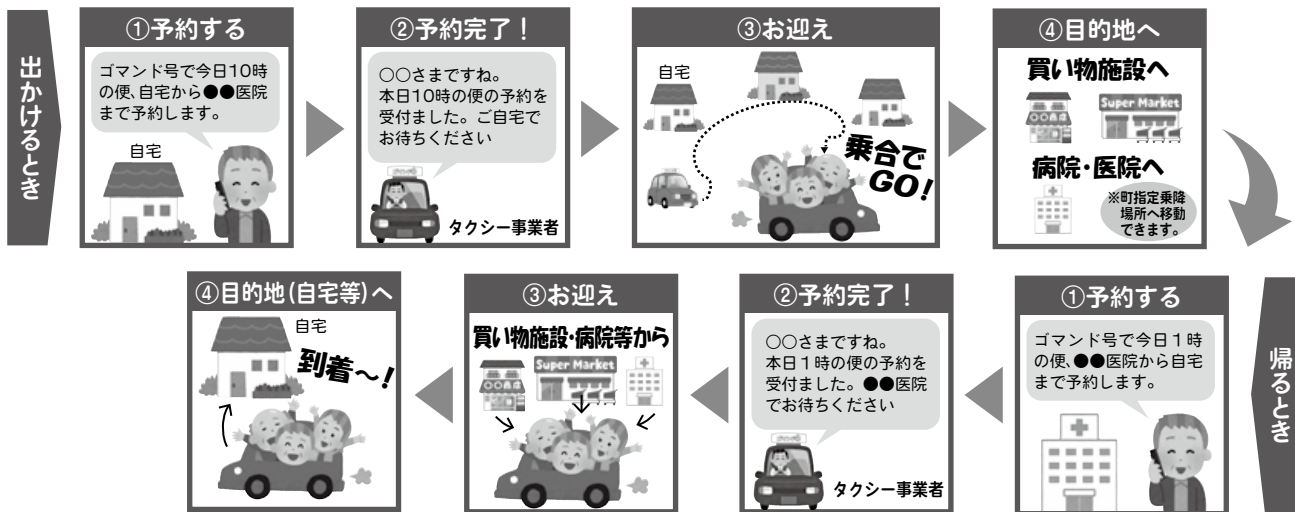 出かけるとき
①予約する
ゴマンド号で今日10時
の便、自宅から●●医院
まで予約します。
自宅
②予約完了!
○○さまですね。
本日10時の便の予約を
受付ました。ご自宅で
お待ちください
タクシー事業者
③お迎え
自宅
乗合で
GO!
④目的地へ
買い物施設へ
○○商店
Super Market
病院・医院へ
※町指定乗降
場所へ移動
できます。
帰るとき
①予約する
ゴマンド号で今日1時
の便、●●医院から自宅
まで予約します。
②予約完了!
○○さまですね。
本日1時の便の予約を
受付ました。●●医院
でお待ちください
タクシー事業者
③お迎え
買い物施設・病院等から
○○商店
Super Market
④目的地(自宅等)へ
自宅
到着〜!